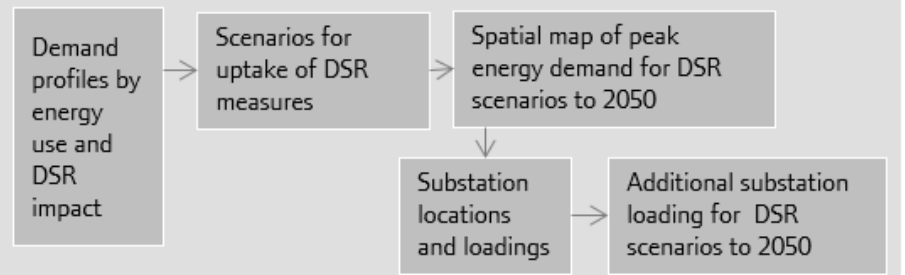 Demand
profiles by
energy
use and
DSR
impact
Scenarios for
uptake of DSR
measures
Spatial map of peak
energy demand for DSR
scenarios to 2050
Substation
locations
and loadings
Additional substation
loading for DSR
scenarios to 2050